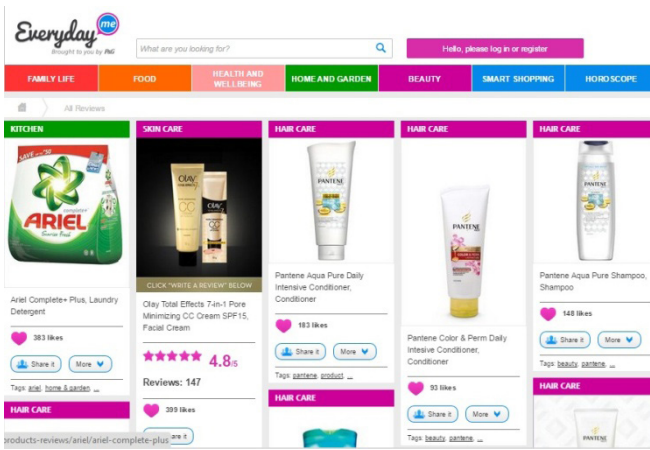 Everyday me
Brought to you by P&G
What are you looking for?
Hello, please log in or register
FAMILY LIFE
FOOD
HEALTH AND
WELLBEING
HOME AND GARDEN
BEAUTY
SMART SHOPPING
HOROSCOPE
All Reviews
KITCHEN
SAVE
complete+
ARIEL
Ariel Complete+ Plus, Laundry
Detergent
383 likes
Share it
More
Tags: ariel, home & garden, ...
HAIR CARE
products-reviews/ariel/ariel-complete-plus
SKIN CARE
OLAY
CC
OLAY
CLICK "WRITE A REVIEW" BELOW
Olay Total Effects 7-in-1 Pore
Minimizing CC Cream SPF15,
Facial Cream
4.8/5
Reviews: 147
399 likes
are it
HAIR CARE
PANTENE
Pantene Aqua Pure Daily
Intensive Conditioner,
Conditioner
183 likes
Share it
More
Tags: pantene, product, ...
HAIR CARE
HAIR CARE
PANTENE
Pantene Color & Perm Daily
Intesive Conditioner,
Conditioner
93 likes
Share it
More
Tags: beauty, pantene, ...
HAIR CARE
PANTENE
Pantene Aqua Pure Shampoo,
Shampoo
148 likes
Share it
More
Tags: beauty, pantene, ...
HAIR CARE
PANTENE